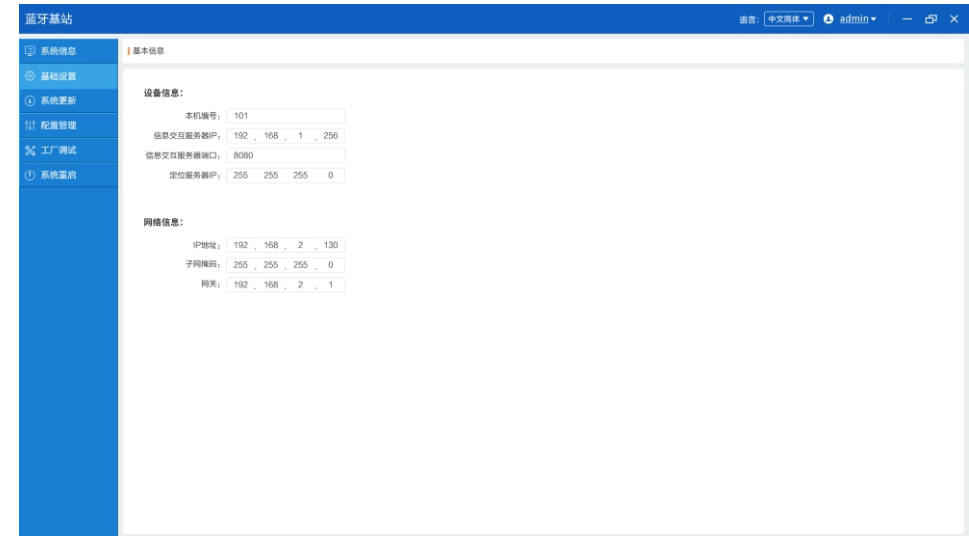 蓝牙基站
语言: 中文简体 admin
系统信息
基础设置
系统更新
配置管理
工厂调试
系统重启
基本信息
设备信息:
本机编号: 101
信息交互服务器IP: 192 . 168 . 1 . 256
信息交互服务器端口: 8080
定位服务器IP: 255 255 255 0
网络信息:
IP地址: 192 . 168 . 2 . 130
子网掩码: 255 . 255 . 255 . 0
网关: 192 . 168 . 2 . 1